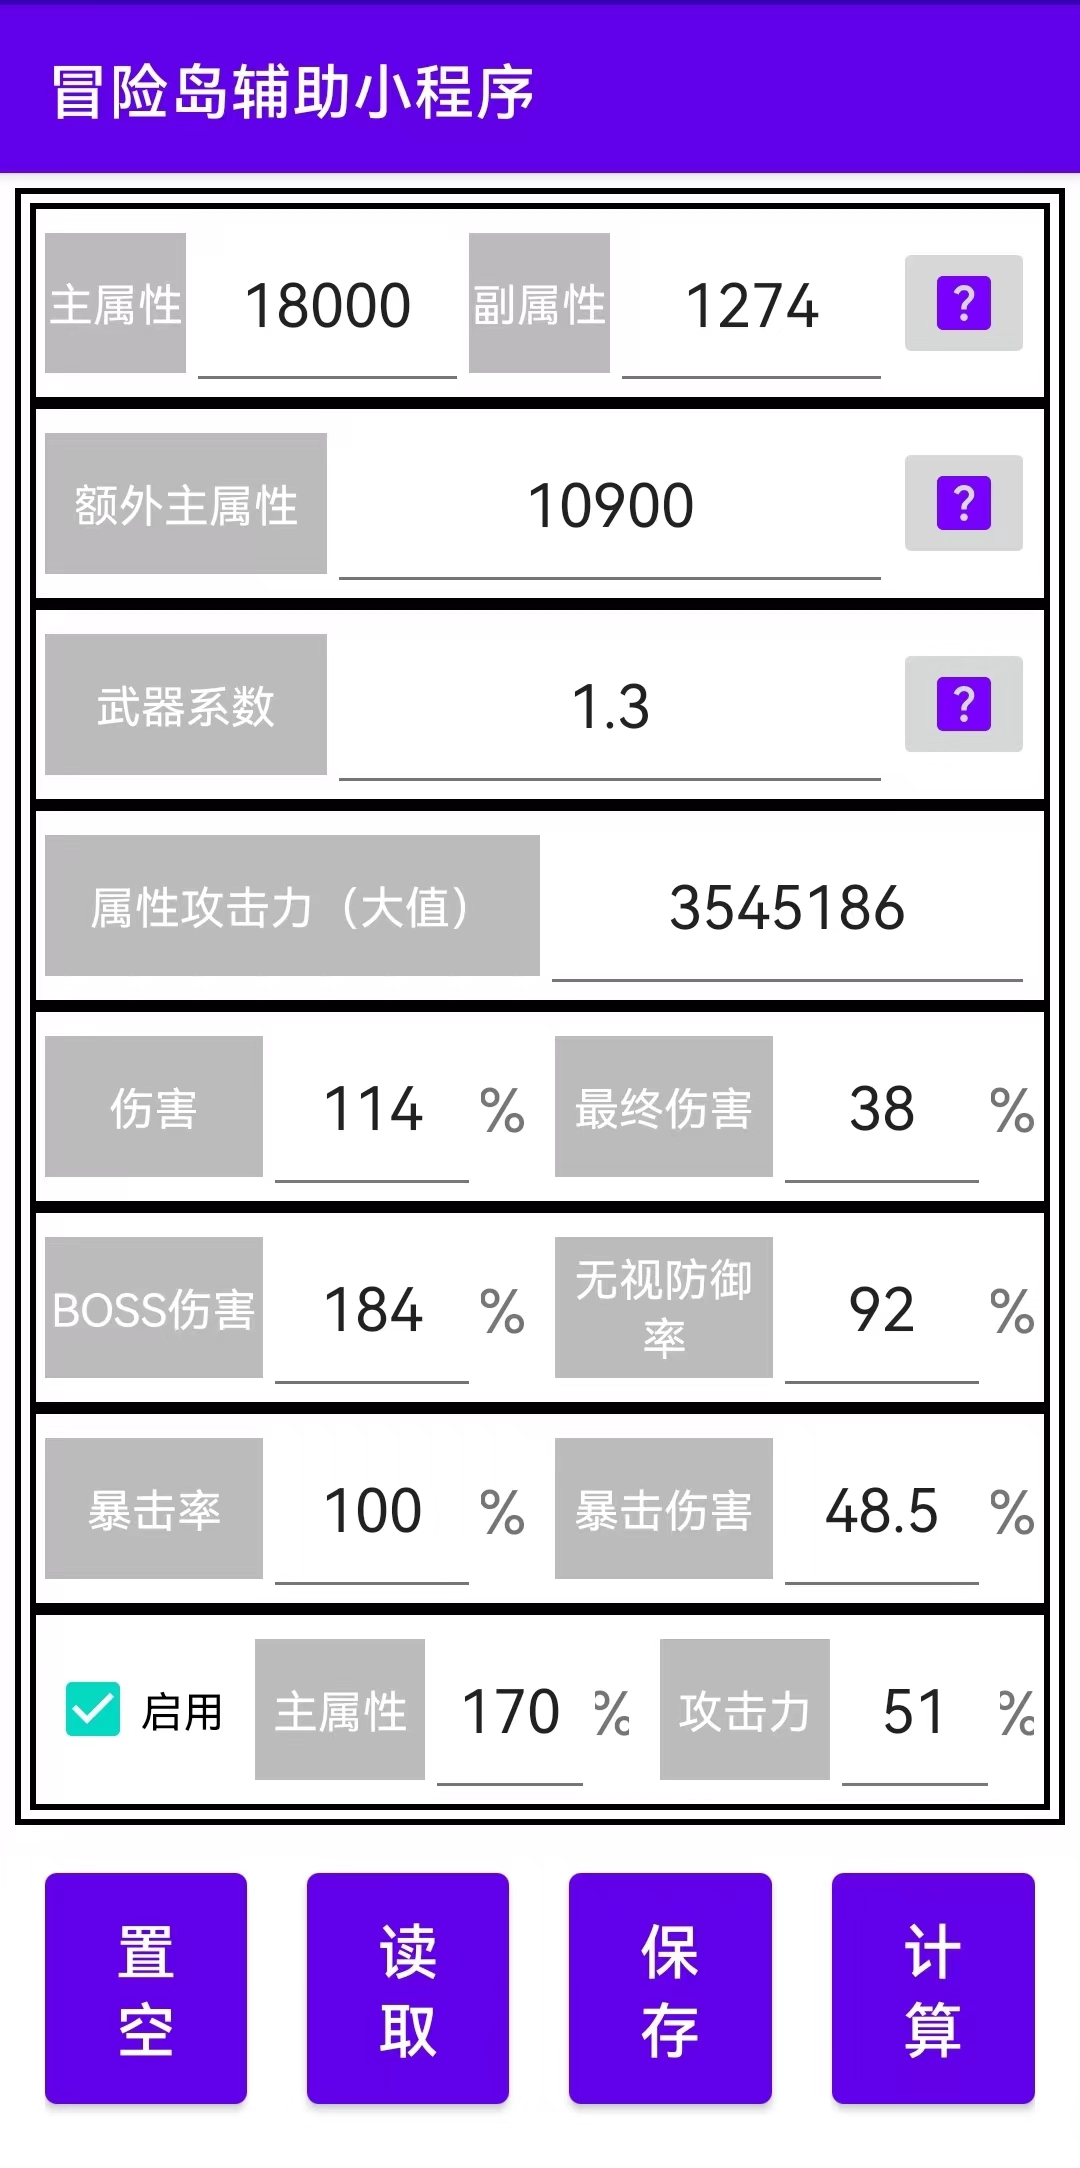 冒险岛辅助小程序
主属性 18000 副属性 1274 ?
额外主属性 10900 ?
武器系数 1.3 ?
属性攻击力（大值） 3545186
伤害 114 % 最终伤害 38 %
BOSS伤害 184 % 无视防御
率 92 %
暴击率 100 % 暴击伤害 48.5 %
启用 主属性 170 % 攻击力 51 %
置
空
读
取
保
存
计
算